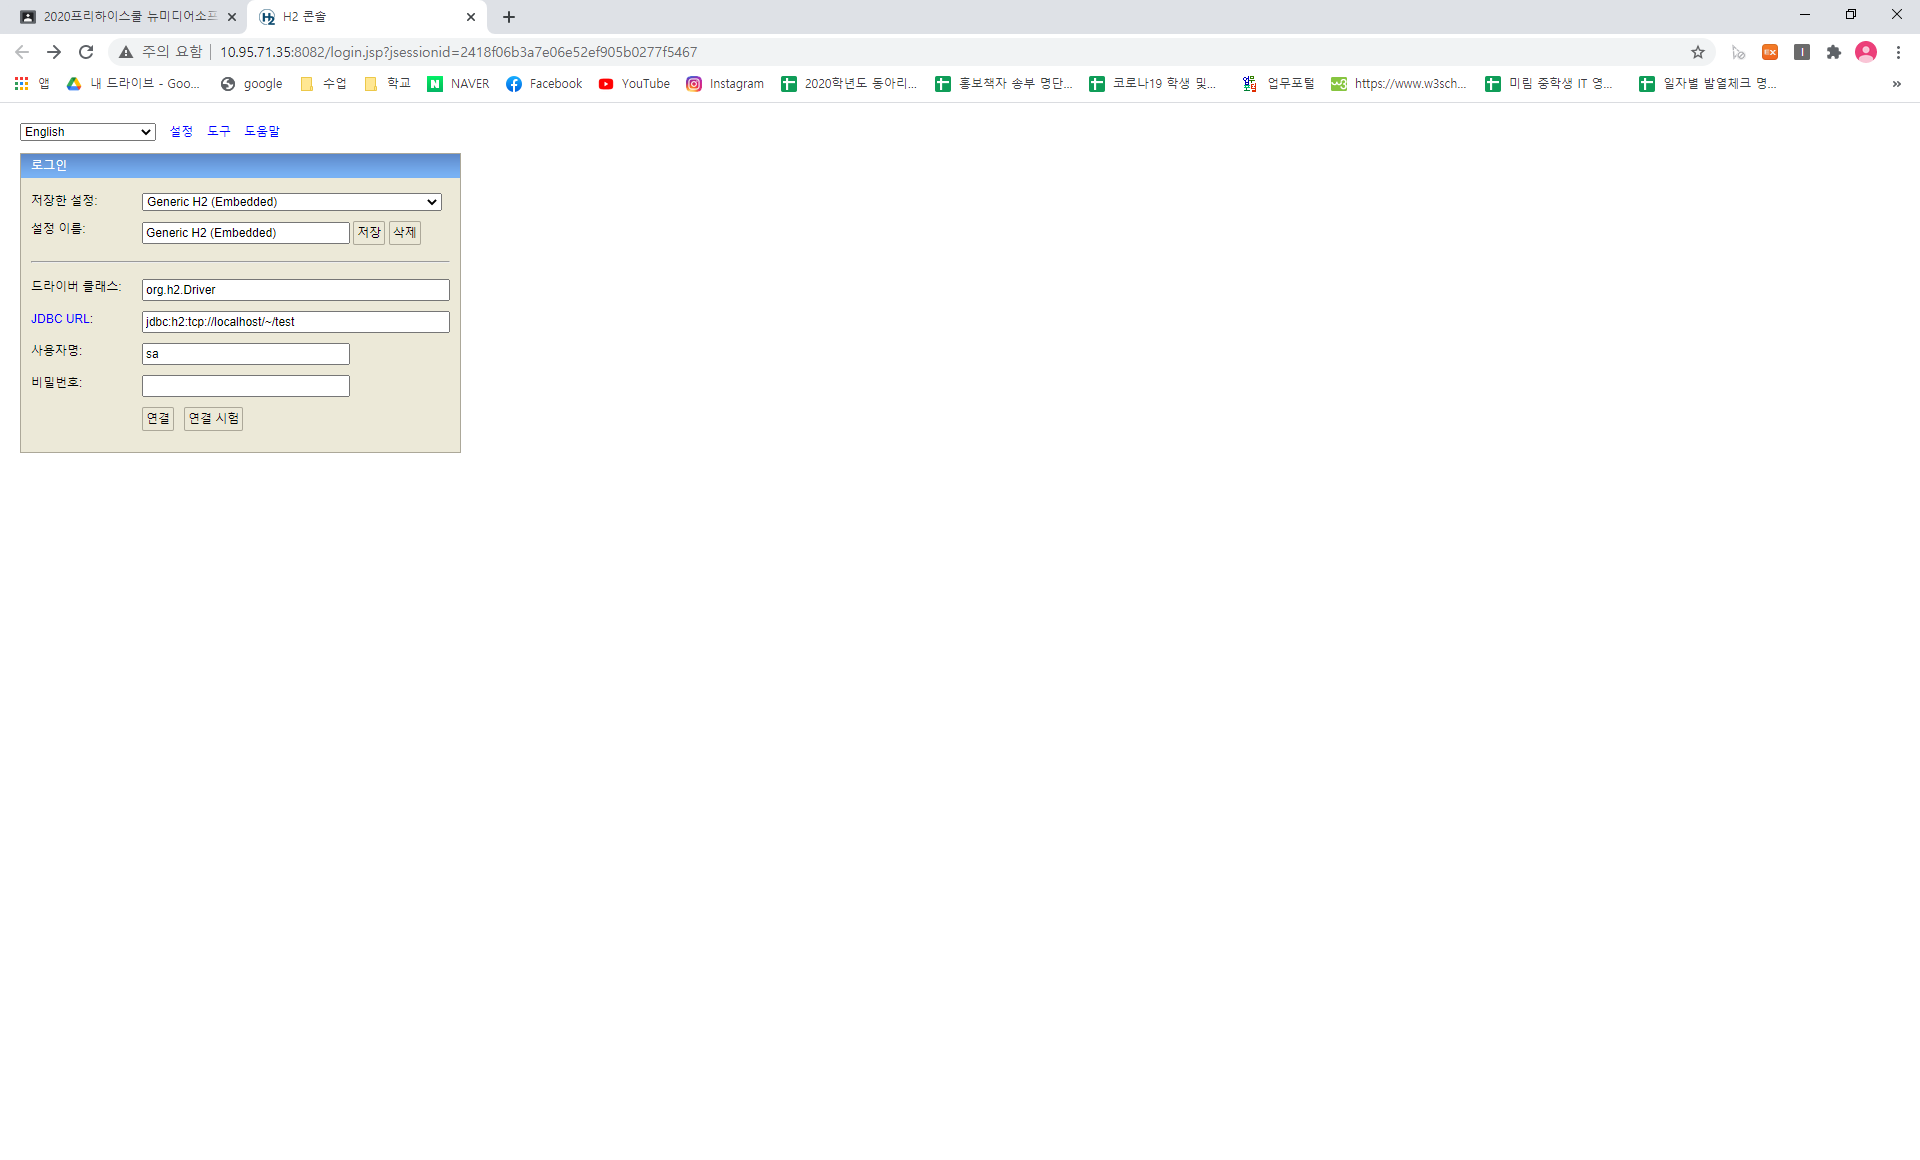 2020프리하이스쿨 뉴미디어소프
H2 콘솔
주의 요함 | 10.95.71.35:8082/login.jsp?jsessionid=2418f06b3a7e06e52ef905b0277f5467
앱 내 드라이브 - Goo... google 수업 학교 NAVER Facebook YouTube Instagram 2020학년도 동아리... 홍보책자 송부 명단... 코로나19 학생 및... 업무포털 https://www.w3sch... 미림 중학생 IT 영... 일자별 발열체크 명... »
English 설정 도구 도움말
로그인
저장한 설정: Generic H2 (Embedded)
설정 이름: Generic H2 (Embedded) 저장 삭제
드라이버 클래스: org.h2.Driver
JDBC URL: jdbc:h2:tcp://localhost/~/test
사용자명: sa
비밀번호:
연결 연결 시험